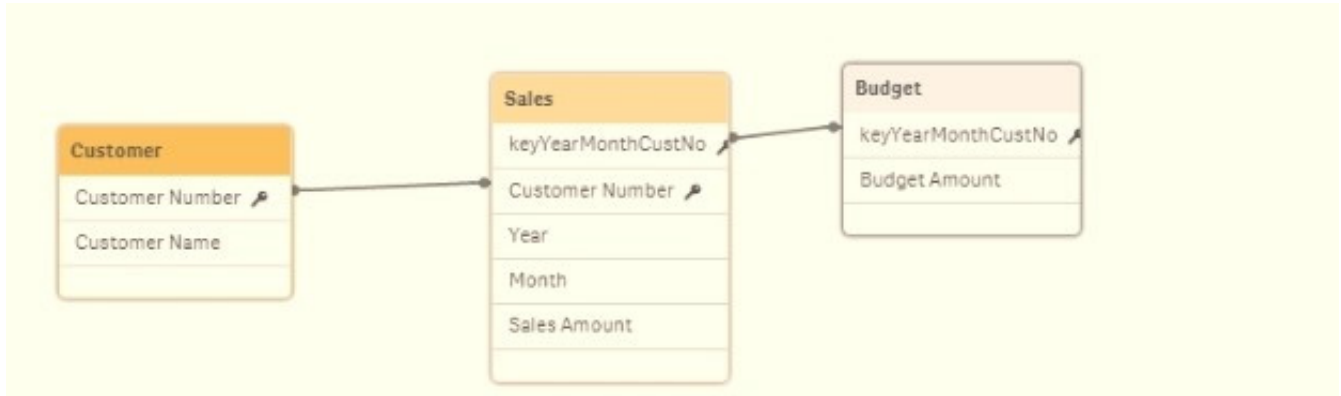 Customer
Customer Number
Customer Name
Sales
keyYearMonthCustNo
Customer Number
Year
Month
Sales Amount
Budget
keyYearMonthCustNo
Budget Amount